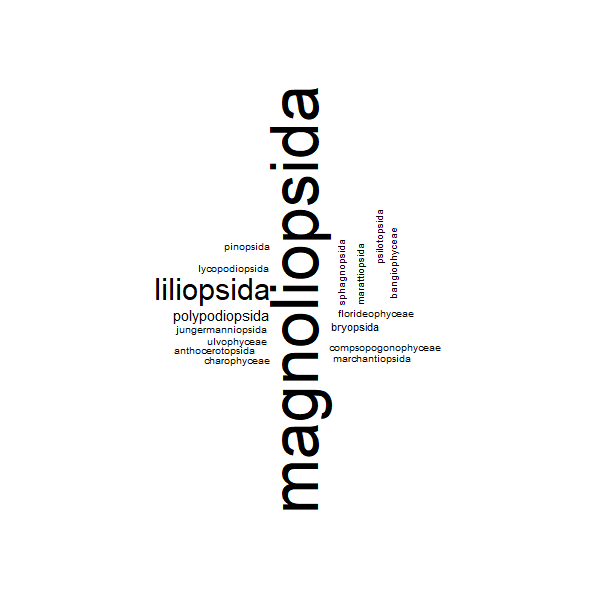 magnoliopsida
pinopsida
lycopodiopsida
liliopsida
polypodiopsida
jungermanniopsida
ulvophyceae
anthocerotopsida
charophyceae
sphagnopsida
marattiopsida
psilotopsida
bangiophyceae
florideophyceae
bryopsida
compsopogonophyceae
marchantiopsida